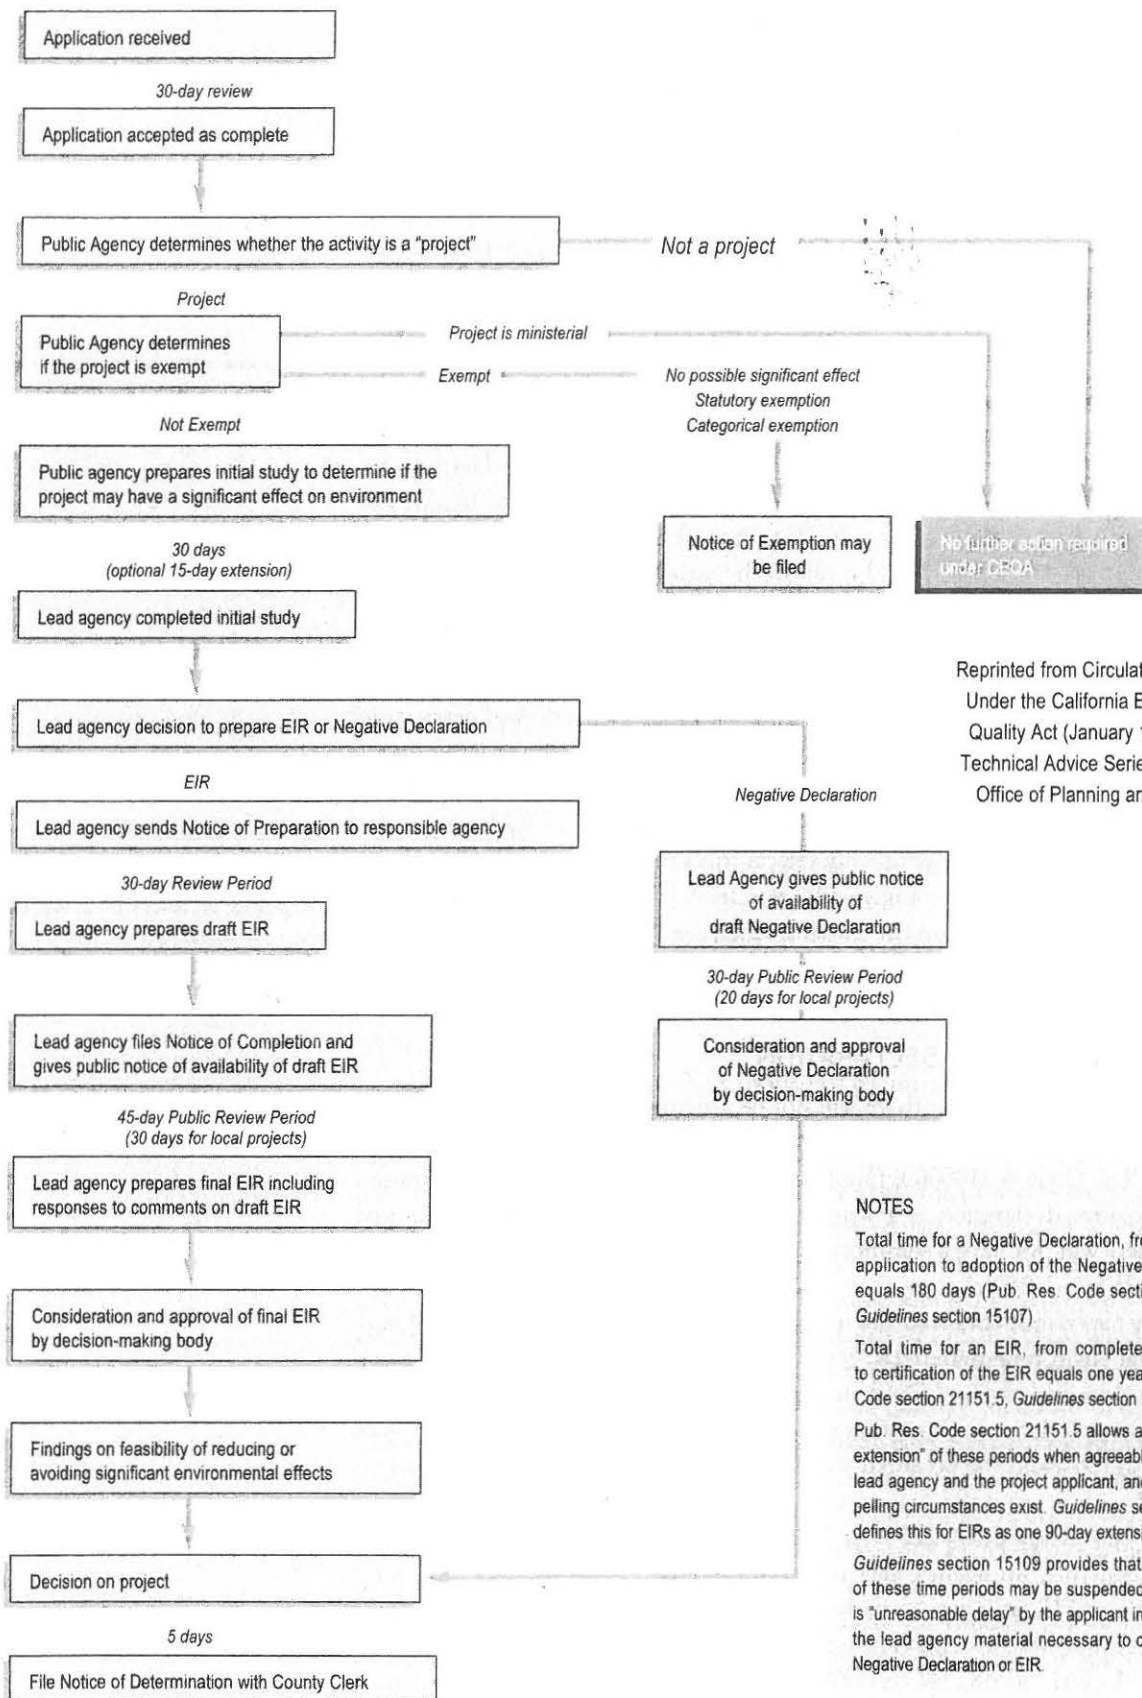 Application received
30-day review
Application accepted as complete
Public Agency determines whether the activity is a "project"
Not a project
Project
Public Agency determines
if the project is exempt
Project is ministerial
Exempt
No possible significant effect
Statutory exemption
Categorical exemption
Not Exempt
Public agency prepares initial study to determine if the
project may have a significant effect on environment
Notice of Exemption may
be filed
No further action required
under CEQA
30 days
(optional 15-day extension)
Lead agency completed initial study
Reprinted from Circulat
Under the California E
Quality Act (January 1
Technical Advice Serie
Office of Planning an
Lead agency decision to prepare EIR or Negative Declaration
EIR
Negative Declaration
Lead agency sends Notice of Preparation to responsible agency
30-day Review Period
Lead agency prepares draft EIR
Lead Agency gives public notice
of availability of
draft Negative Declaration
30-day Public Review Period
(20 days for local projects)
Lead agency files Notice of Completion and
gives public notice of availability of draft EIR
Consideration and approval
of Negative Declaration
by decision-making body
45-day Public Review Period
(30 days for local projects)
Lead agency prepares final EIR including
responses to comments on draft EIR
Consideration and approval of final EIR
by decision-making body
Findings on feasibility of reducing or
avoiding significant environmental effects
Decision on project
5 days
File Notice of Determination with County Clerk
NOTES
Total time for a Negative Declaration, fro
application to adoption of the Negative
equals 180 days (Pub. Res. Code secti
Guidelines section 15107)
Total time for an EIR, from complete
to certification of the EIR equals one yea
Code section 21151.5, Guidelines section
Pub. Res. Code section 21151.5 allows a
extension" of these periods when agreeabl
lead agency and the project applicant, and
pelling circumstances exist. Guidelines se
defines this for EIRs as one 90-day extens
Guidelines section 15109 provides that
of these time periods may be suspended
is "unreasonable delay" by the applicant in
the lead agency material necessary to c
Negative Declaration or EIR.